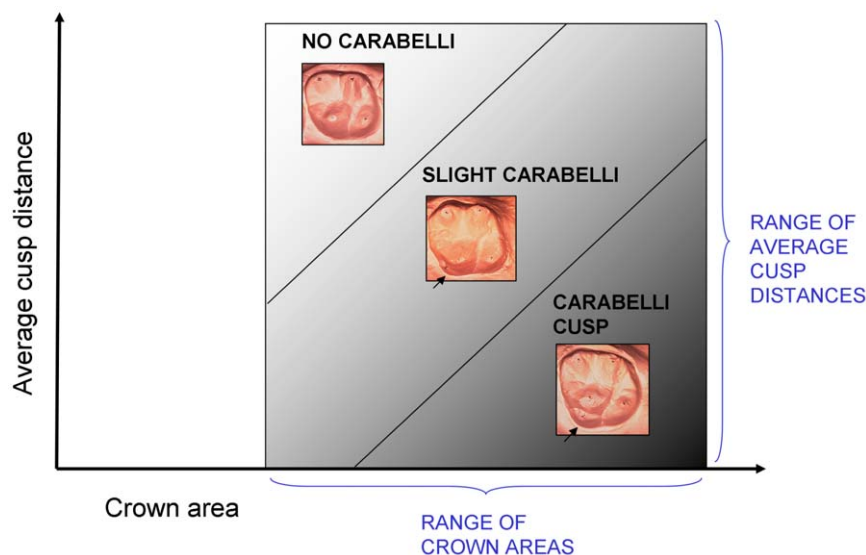 NO CARABELLI
SLIGHT CARABELLI
CARABELLI
CUSP
Average cusp distance
Crown area
RANGE OF
AVERAGE
CUSP
DISTANCES
RANGE OF
CROWN AREAS